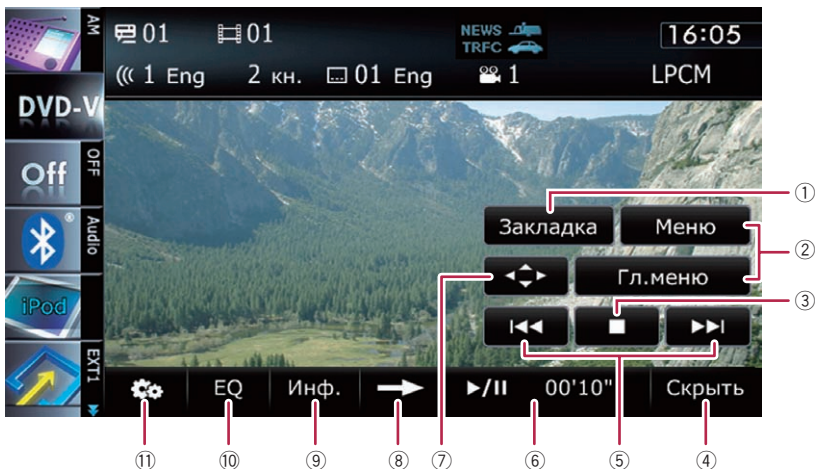 AM
DVD-V
Off
OFF
Audio
iPod
EXT1
01 01 NEWS 16:05
TRFC
1 Eng 2 кн. 01 Eng 1 LPCM
Закладка Меню
Гл.меню
EQ Инф. 00'10" Скрыть
①
②
③
⑦
⑪ ⑩ ⑨ ⑧ ⑥ ⑤ ④